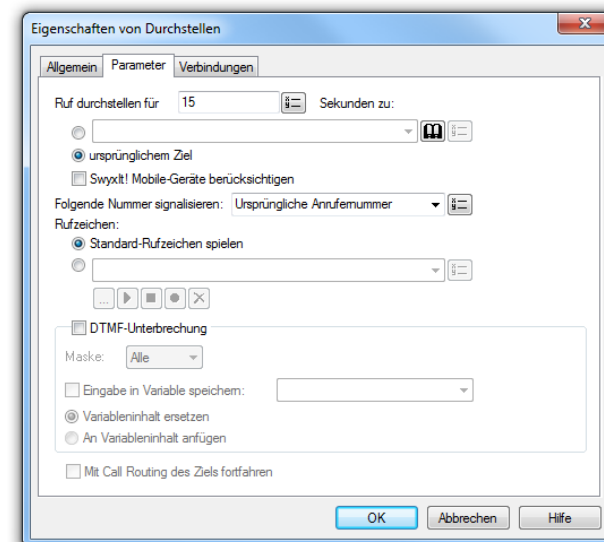 Eigenschaften von Durchstellen
Allgemein Parameter Verbindungen
Ruf durchstellen für 15 Sekunden zu:
ursprünglichem Ziel
SwyxIt! Mobile-Geräte berücksichtigen
Folgende Nummer signalisieren: Ursprüngliche Anrufernummer
Rufzeichen:
Standard-Rufzeichen spielen
...
DTMF-Unterbrechung
Maske: Alle
Eingabe in Variable speichern:
Variableninhalt ersetzen
An Variableninhalt anfügen
Mit Call Routing des Ziels fortfahren
OK Abbrechen Hilfe